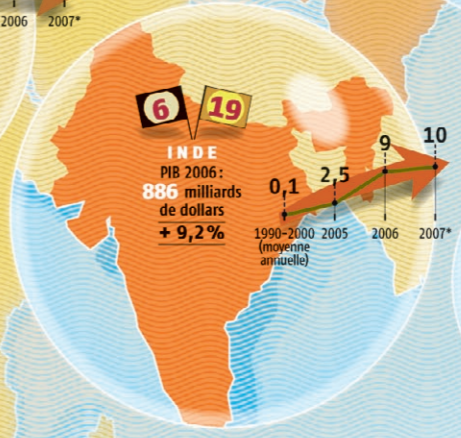 2006 2007*
6 19
INDE
PIB 2006 :
886 milliards
de dollars
+ 9,2 %
0,1 2,5 9 10
1990-2000 2005 2006 2007*
(moyenne
annuelle)